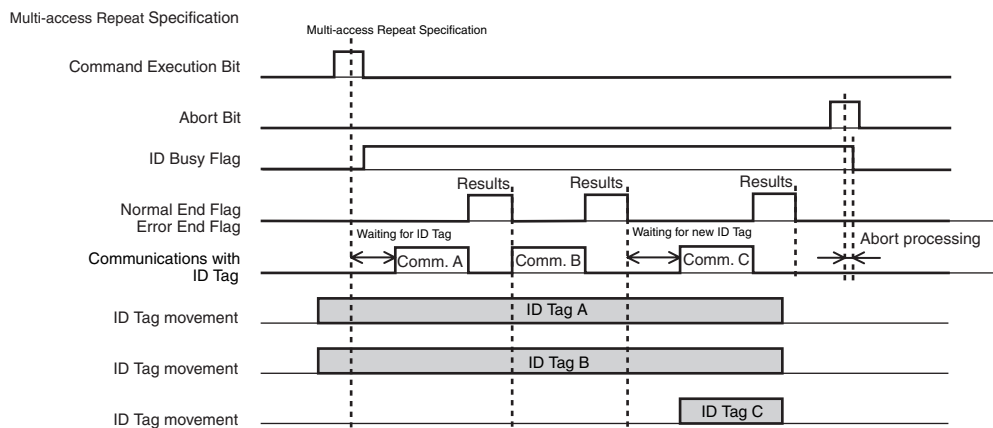 Multi-access Repeat Specification
Multi-access Repeat Specification
Command Execution Bit
Abort Bit
ID Busy Flag
Results
Results
Results
Normal End Flag
Error End Flag
Waiting for ID Tag
Waiting for new ID Tag
Abort processing
Communications with
ID Tag
Comm. A
Comm. B
Comm. C
ID Tag movement
ID Tag A
ID Tag movement
ID Tag B
ID Tag movement
ID Tag C